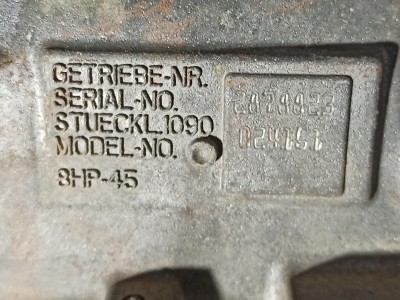 GETRIEBE-NR.
SERIAL-NO.
STUECKL.1090
MODEL-NO.
8HP-45